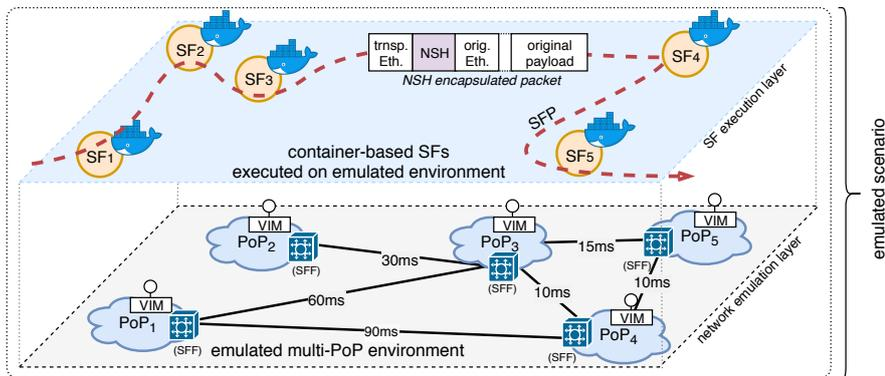 SF2
SF3
SF4
SF1
SF5
trnsp.
Eth.
NSH
orig.
Eth.
original
payload
NSH encapsulated packet
SFP
SF execution layer
container-based SFs
executed on emulated environment
VIM
PoP2
(SFF)
VIM
PoP3
(SFF)
VIM
PoP5
(SFF)
30ms
15ms
10ms
10ms
60ms
90ms
VIM
PoP1
(SFF)
VIM
PoP4
(SFF)
emulated multi-PoP environment
network emulation layer
emulated scenario